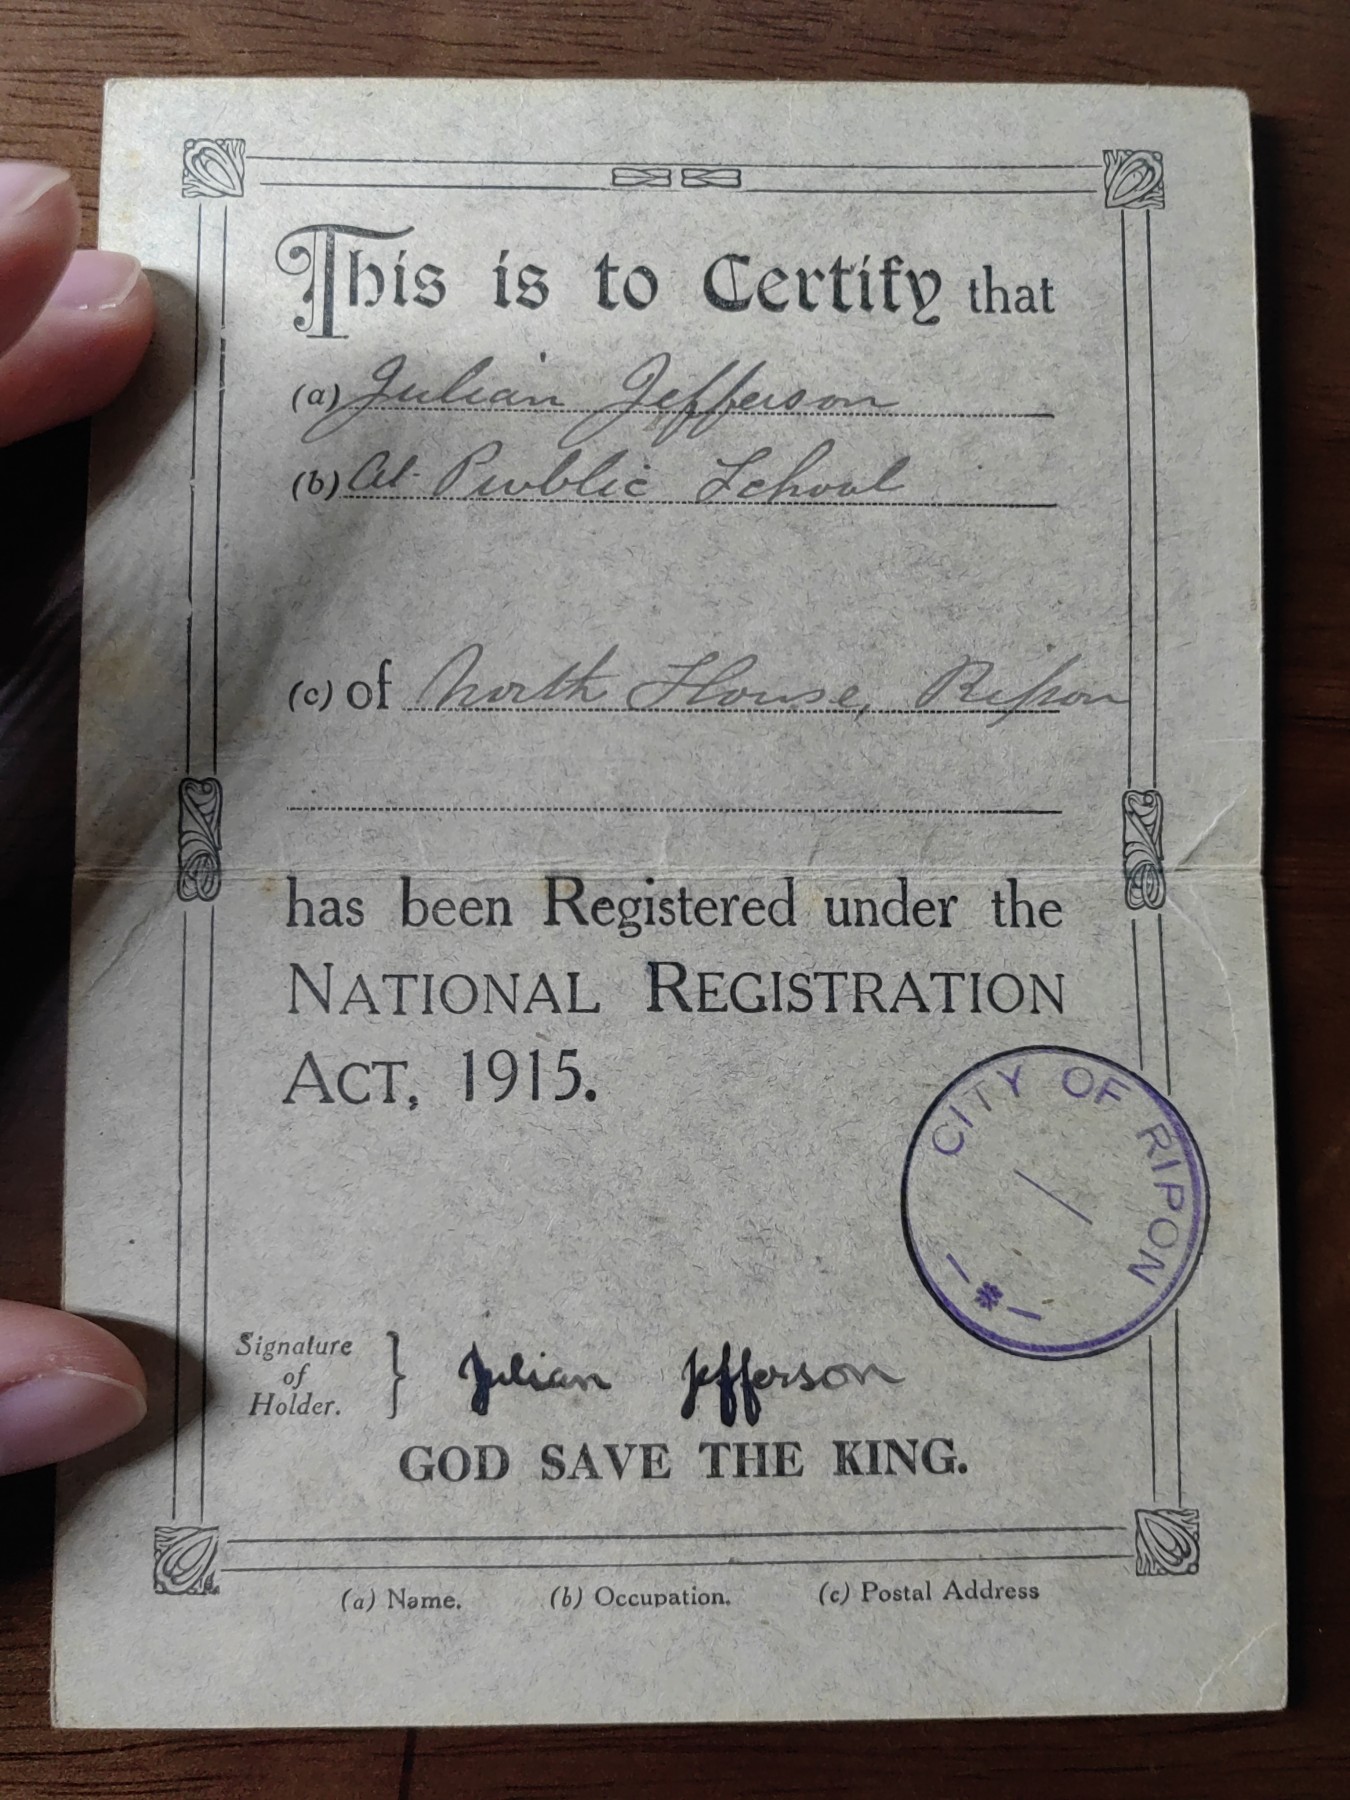 This is to Certify that
(a) Julian Jefferson
(b) At Public School
(c) of North House, Ripon
has been Registered under the
NATIONAL REGISTRATION
ACT, 1915.
CITY OF RIPON
Signature
of
Holder.
} Julian Jefferson
GOD SAVE THE KING.
(a) Name. (b) Occupation. (c) Postal Address